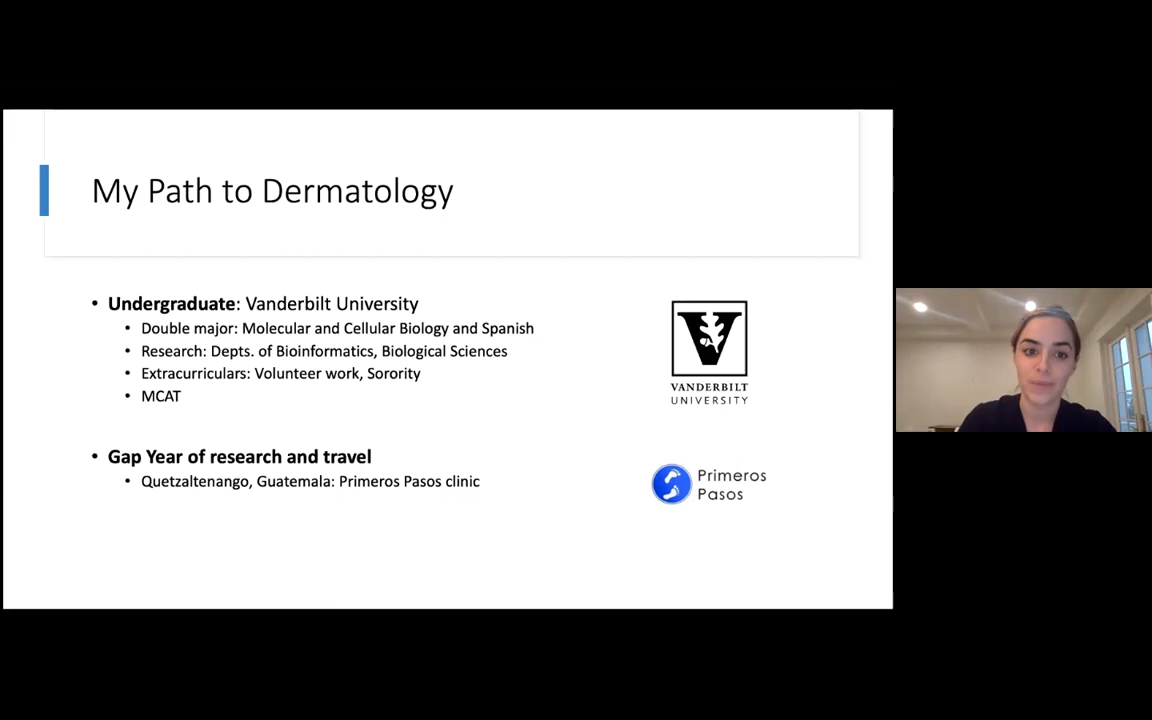 My Path to Dermatology
• Undergraduate: Vanderbilt University
• Double major: Molecular and Cellular Biology and Spanish
• Research: Depts. of Bioinformatics, Biological Sciences
• Extracurriculars: Volunteer work, Sorority
• MCAT
V
VANDERBILT
UNIVERSITY
• Gap Year of research and travel
• Quetzaltenango, Guatemala: Primeros Pasos clinic
Primeros
Pasos